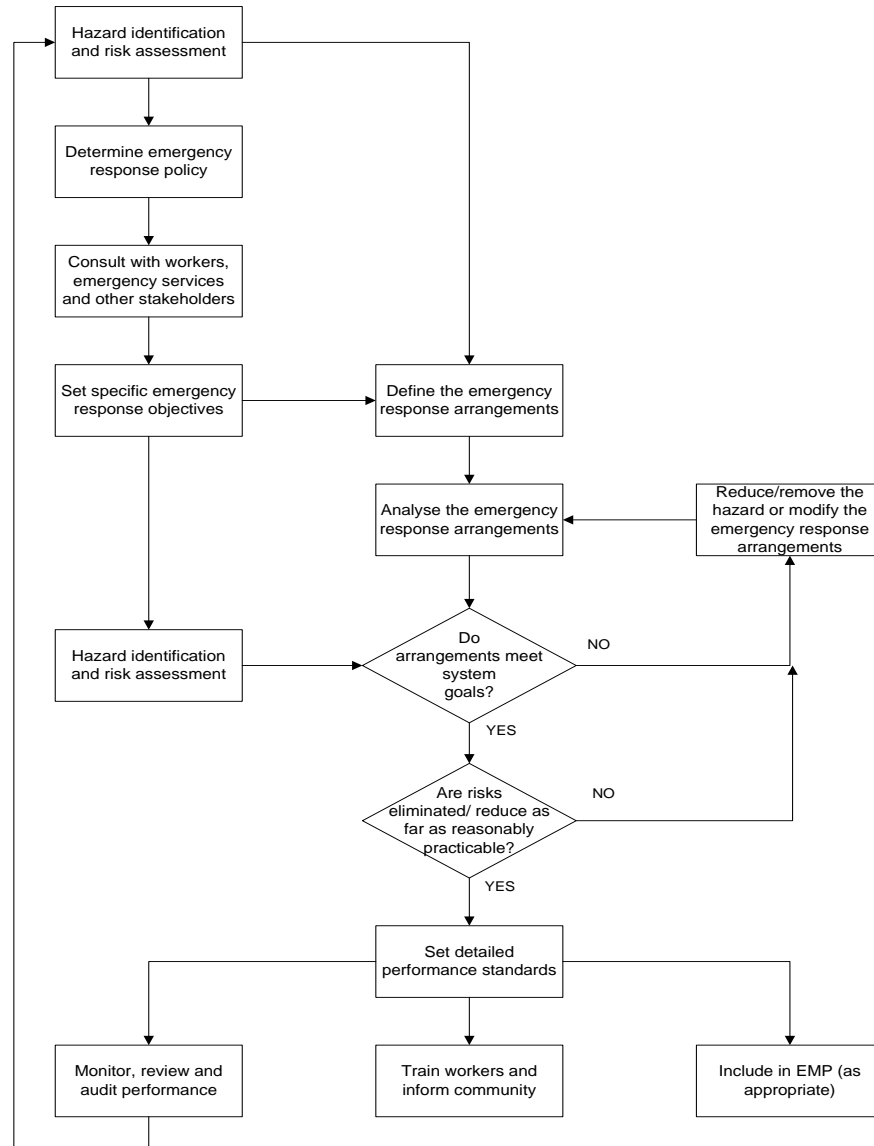 Hazard identification
and risk assessment
Determine emergency
response policy
Consult with workers,
emergency services
and other stakeholders
Set specific emergency
response objectives
Define the emergency
response arrangements
Analyse the emergency
response arrangements
Reduce/remove the
hazard or modify the
emergency response
arrangements
Hazard identification
and risk assessment
Do
arrangements meet
system
goals?
NO
YES
Are risks
eliminated/ reduce as
far as reasonably
practicable?
NO
YES
Set detailed
performance standards
Monitor, review and
audit performance
Train workers and
inform community
Include in EMP (as
appropriate)